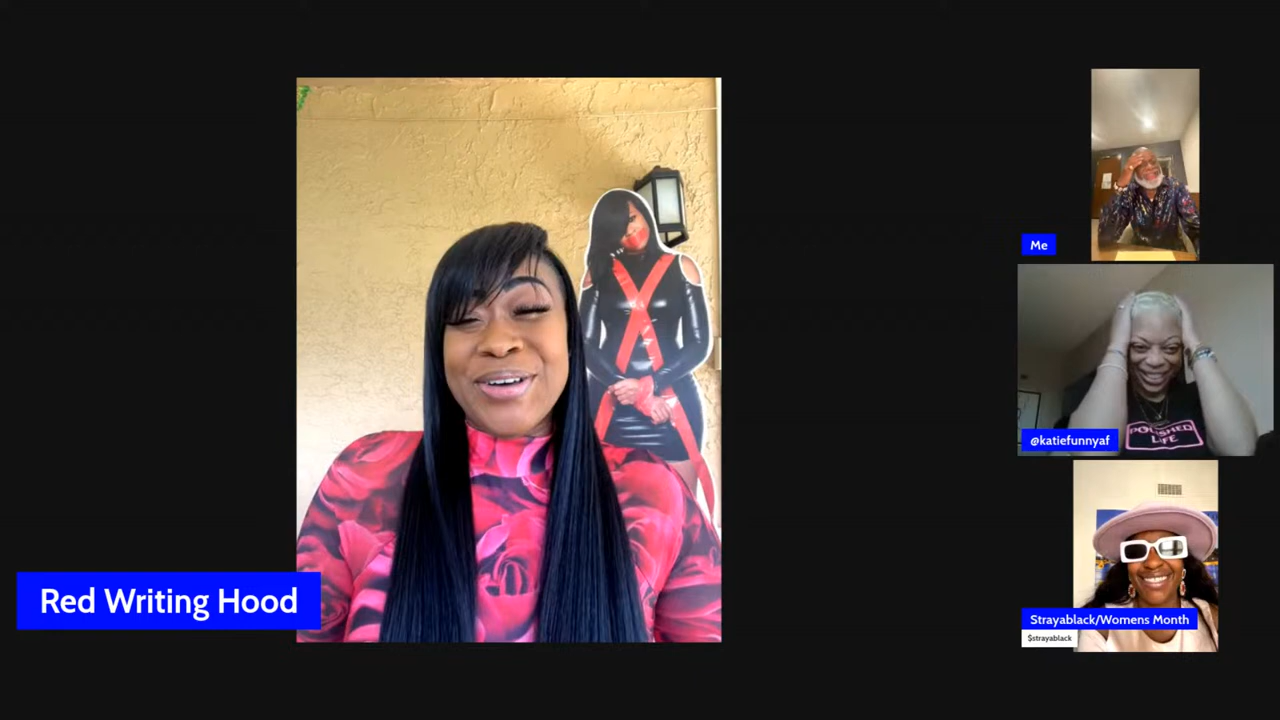 Red Writing Hood
Me
@katiefunnyaf
POLISHED
LIFE
Strayablack/Womens Month
$strayablack